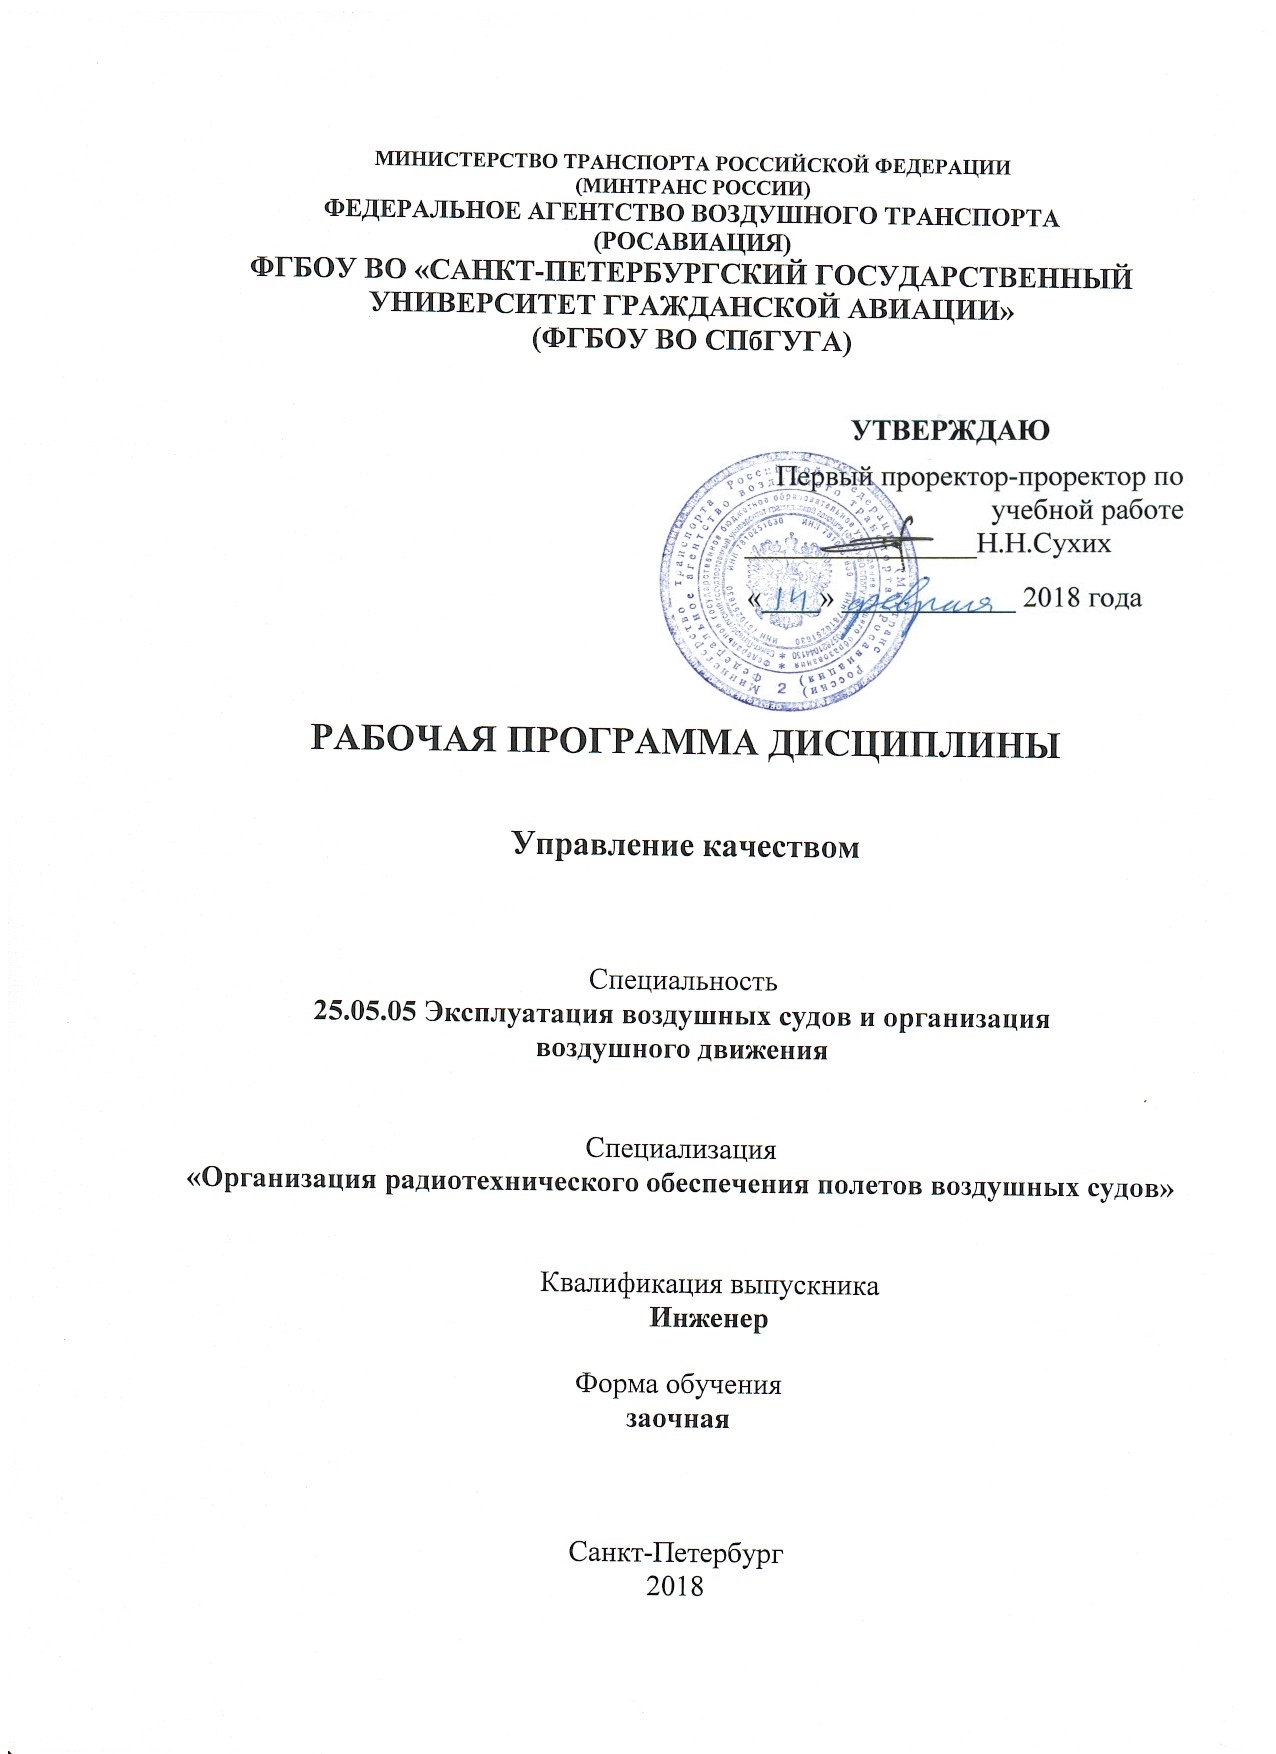 МИНИСТЕРСТВО ТРАНСПОРТА РОССИЙСКОЙ ФЕДЕРАЦИИ
(МИНТРАНС РОССИИ)
ФЕДЕРАЛЬНОЕ АГЕНТСТВО ВОЗДУШНОГО ТРАНСПОРТА
(РОСАВИАЦИЯ)
ФГБОУ ВО «САНКТ-ПЕТЕРБУРГСКИЙ ГОСУДАРСТВЕННЫЙ
УНИВЕРСИТЕТ ГРАЖДАНСКОЙ АВИАЦИИ»
(ФГБОУ ВО СПбГУГА)
УТВЕРЖДАЮ
Первый проректор-проректор по
учебной работе
Н.Н.Сухих
«14» февраля 2018 года
РАБОЧАЯ ПРОГРАММА ДИСЦИПЛИНЫ
Управление качеством
Специальность
25.05.05 Эксплуатация воздушных судов и организация
воздушного движения
Специализация
«Организация радиотехнического обеспечения полетов воздушных судов»
Квалификация выпускника
Инженер
Форма обучения
заочная
Санкт-Петербург
2018